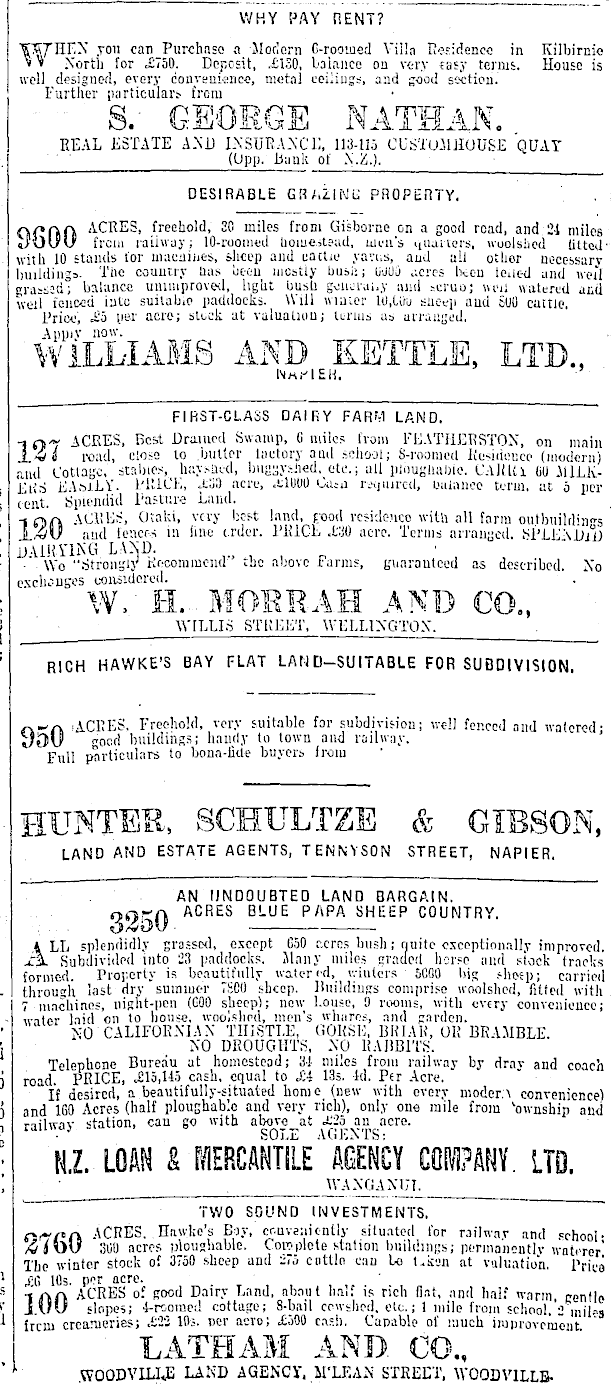 WHY PAY RENT?
WHEN you can Purchase a Modern 6-roomed Villa Residence in Kilbirnie
North for £750. Deposit, £150, balance on very easy terms. House is
well designed, every convenience, metal ceilings, and good section.
Further particulars from
S. GEORGE NATHAN.
REAL ESTATE AND INSURANCE, 113-115 CUSTOMHOUSE QUAY
(Opp. Bank of N.Z.).
DESIRABLE GRAZING PROPERTY.
9600 ACRES, freehold, 36 miles from Gisborne on a good road, and 24 miles
from railway; 10-roomed homestead, men's quarters, woolshed fitted
with 10 stands for machines, sheep and cattle yards, and all other necessary
buildings. The country has been mostly bush; 6000 acres been felled and well
grassed; balance unimproved, light bush generally and scrub; well watered and
well fenced into suitable paddocks. Will winter 10,000 sheep and 800 cattle.
Price, £5 per acre; stock at valuation; terms as arranged.
Apply now.
WILLIAMS AND KETTLE, LTD.,
NAPIER.
FIRST-CLASS DAIRY FARM LAND.
127 ACRES, Best Drained Swamp, 6 miles from FEATHERSTON, on main
road, close to butter factory and school; 8-roomed Residence (modern)
and Cottage, stables, hayshed, buggyshed, etc.; all ploughable. CARRY 60 MILK-
ERS EASILY. PRICE, £30 acre, £1000 Cash required, balance term, at 5 per
cent. Splendid Pasture Land.
120 ACRES, Otaki, very best land, good residence with all farm outbuildings
and fences in fine order. PRICE £30 acre. Terms arranged. SPLENDID
DAIRYING LAND.
We "Strongly Recommend" the above Farms, guaranteed as described. No
exchanges considered.
W. H. MORRAH AND CO.,
WILLIS STREET, WELLINGTON.
RICH HAWKE'S BAY FLAT LAND—SUITABLE FOR SUBDIVISION.
950 ACRES, Freehold, very suitable for subdivision; well fenced and watered;
good buildings; handy to town and railway.
Full particulars to bona-fide buyers from
HUNTER, SCHULTZE & GIBSON,
LAND AND ESTATE AGENTS, TENNYSON STREET, NAPIER.
AN UNDOUBTED LAND BARGAIN.
3250 ACRES BLUE PAPA SHEEP COUNTRY.
ALL splendidly grassed, except 650 acres bush; quite exceptionally improved.
Subdivided into 23 paddocks. Many miles graded horse and stock tracks
formed. Property is beautifully watered, winters 5000 big sheep; carried
through last dry summer 7800 sheep. Buildings comprise woolshed, fitted with
7 machines, night-pen (600 sheep); new house, 9 rooms, with every convenience;
water laid on to house, woolshed, men's whares, and garden.
NO CALIFORNIAN THISTLE, GORSE, BRIAR, OR BRAMBLE.
NO DROUGHTS, NO RABBITS.
Telephone Bureau at homestead; 34 miles from railway by dray and coach
road. PRICE, £15,145 cash, equal to £4 13s. 4d. Per Acre.
If desired, a beautifully-situated home (new with every modern convenience)
and 160 Acres (half ploughable and very rich), only one mile from township and
railway station, can go with above at £25 an acre.
SOLE AGENTS:
N.Z. LOAN & MERCANTILE AGENCY COMPANY, LTD.
WANGANUI.
TWO SOUND INVESTMENTS.
2760 ACRES, Hawke's Bay, conveniently situated for railway and school;
360 acres ploughable. Complete station buildings; permanently waterer.
The winter stock of 3750 sheep and 275 cattle can be taken at valuation. Price
£6 10s. per acre.
100 ACRES of good Dairy Land, about half is rich flat, and half warm, gentle
slopes; 4-roomed cottage; 8-bail cowshed, etc.; 1 mile from school, 2 miles
from creameries; £22 10s. per acre; £500 cash. Capable of much improvement.
LATHAM AND CO.,
WOODVILLE LAND AGENCY, M'LEAN STREET, WOODVILLE.